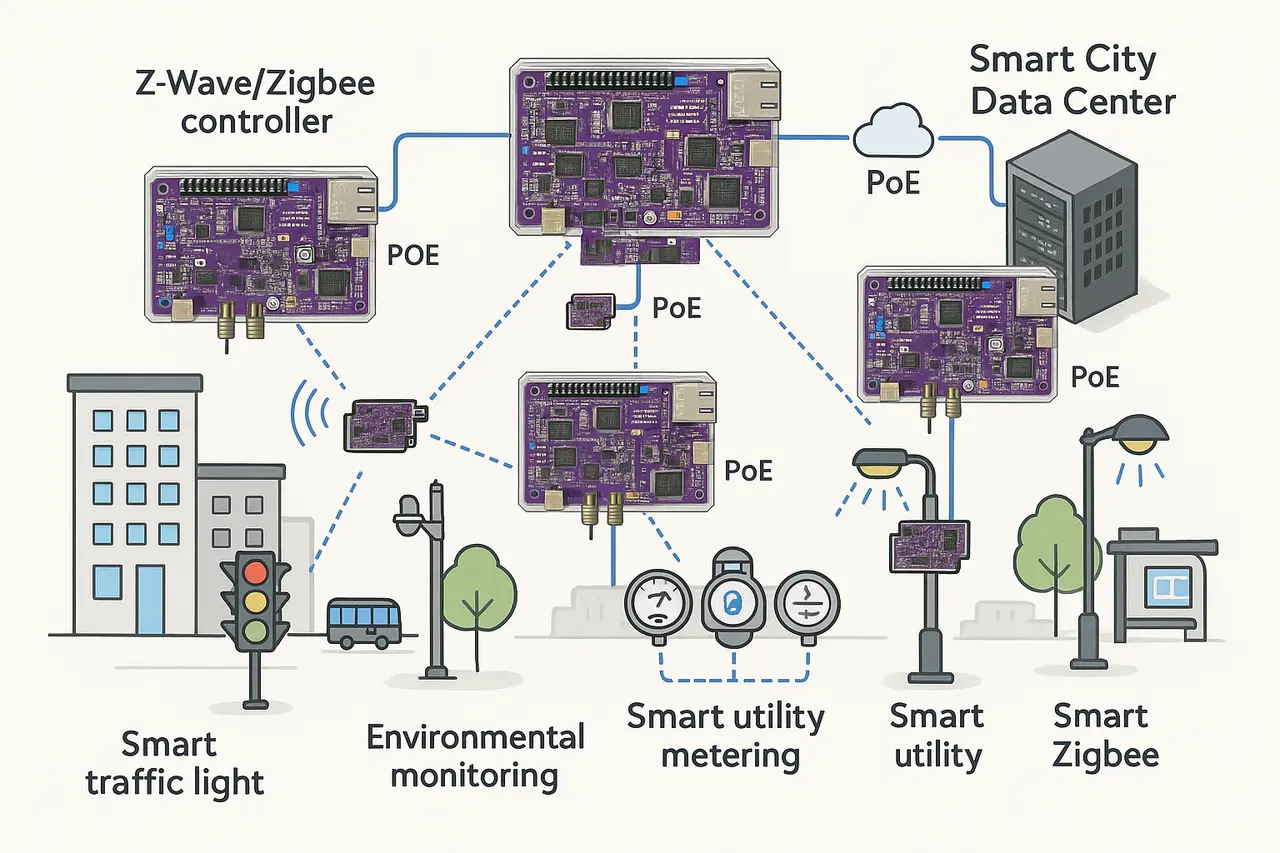 Z-Wave/Zigbee
controller
Smart City
Data Center
PoE
POE
PoE
PoE
PoE
Smart
traffic light
Environmental
monitoring
Smart utility
metering
Smart
utility
Smart
Zigbee